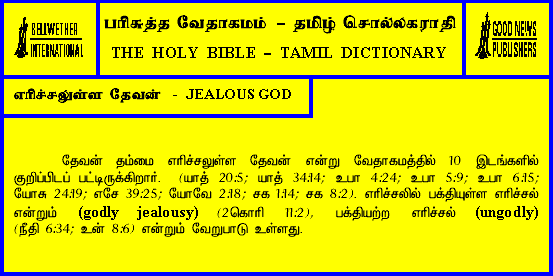 BELLWETHER
INTERNATIONAL
பரிசுத்த வேதாகமம் – தமிழ் சொல்லகராதி
THE HOLY BIBLE – TAMIL DICTIONARY
GOOD NEWS
PUBLISHERS
எரிச்சலுள்ள தேவன் - JEALOUS GOD
தேவன் தம்மை எரிச்சலுள்ள தேவன் என்று வேதாகமத்தில் 10 இடங்களில்
குறிப்பிடப் பட்டிருக்கிறார். (யாத் 20:5; யாத் 34:14; உபா 4:24; உபா 5:9; உபா 6:15;
யோசு 24:19; எசே 39:25; யோவே 2:18; சக 1:14; சக 8:2). எரிச்சலில் பக்தியுள்ள எரிச்சல்
என்றும் (godly jealousy) (2கொரி 11:2), பக்தியற்ற எரிச்சல் (ungodly)
(நீதி 6:34; உன் 8:6) என்றும் வேறுபாடு உள்ளது.